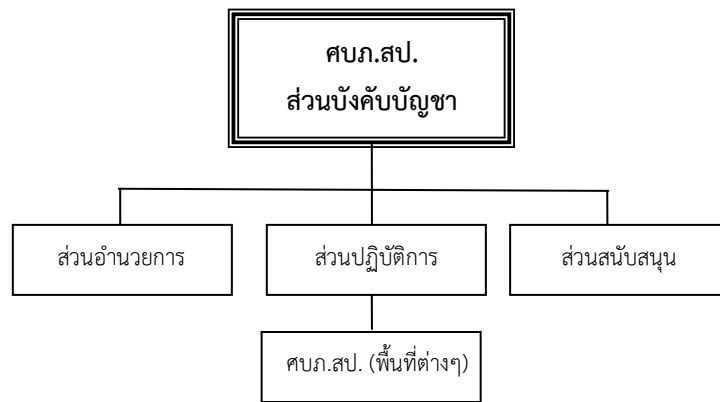 ศบภ.สป.
ส่วนบังคับบัญชา
ส่วนอำนวยการ
ส่วนปฏิบัติการ
ส่วนสนับสนุน
ศบภ.สป. (พื้นที่ต่างๆ)